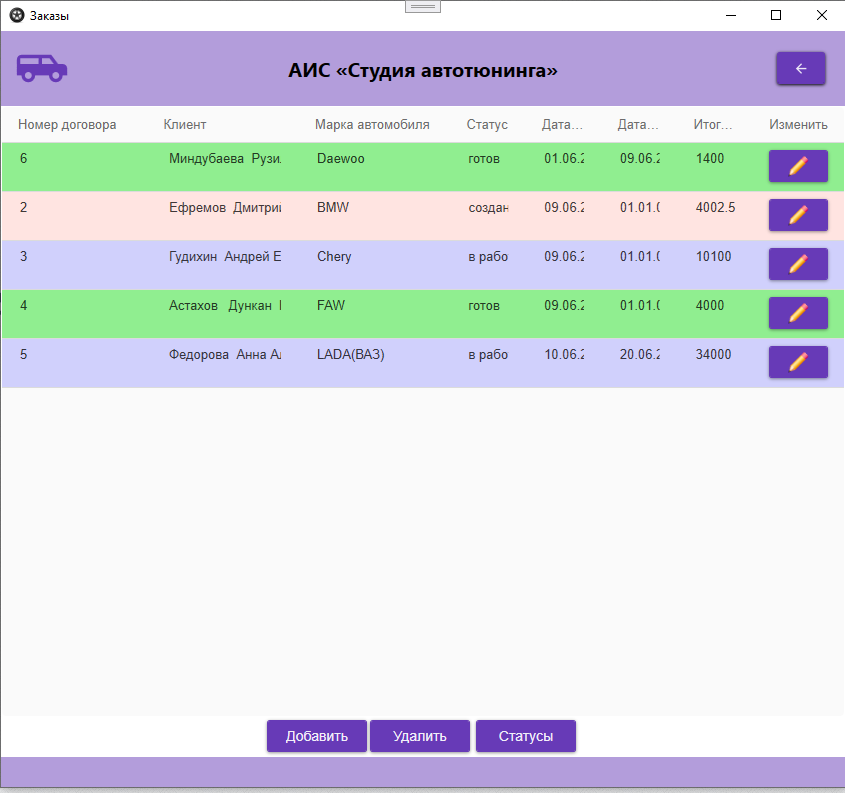 Заказы
АИС «Студия автотюнинга»
Номер договора Клиент Марка автомобиля Статус Дата... Дата... Итог... Изменить
6 Миндубаева Рузи Daewoo готов 01.06.2 09.06.2 1400
2 Ефремов Дмитри BMW создан 09.06.2 01.01.0 4002.5
3 Гудихин Андрей Е Chery в рабо 09.06.2 01.01.0 10100
4 Астахов Дункан FAW готов 09.06.2 01.01.0 4000
5 Федорова Анна Ал LADA(ВАЗ) в рабо 10.06.2 20.06.2 34000
Добавить Удалить Статусы